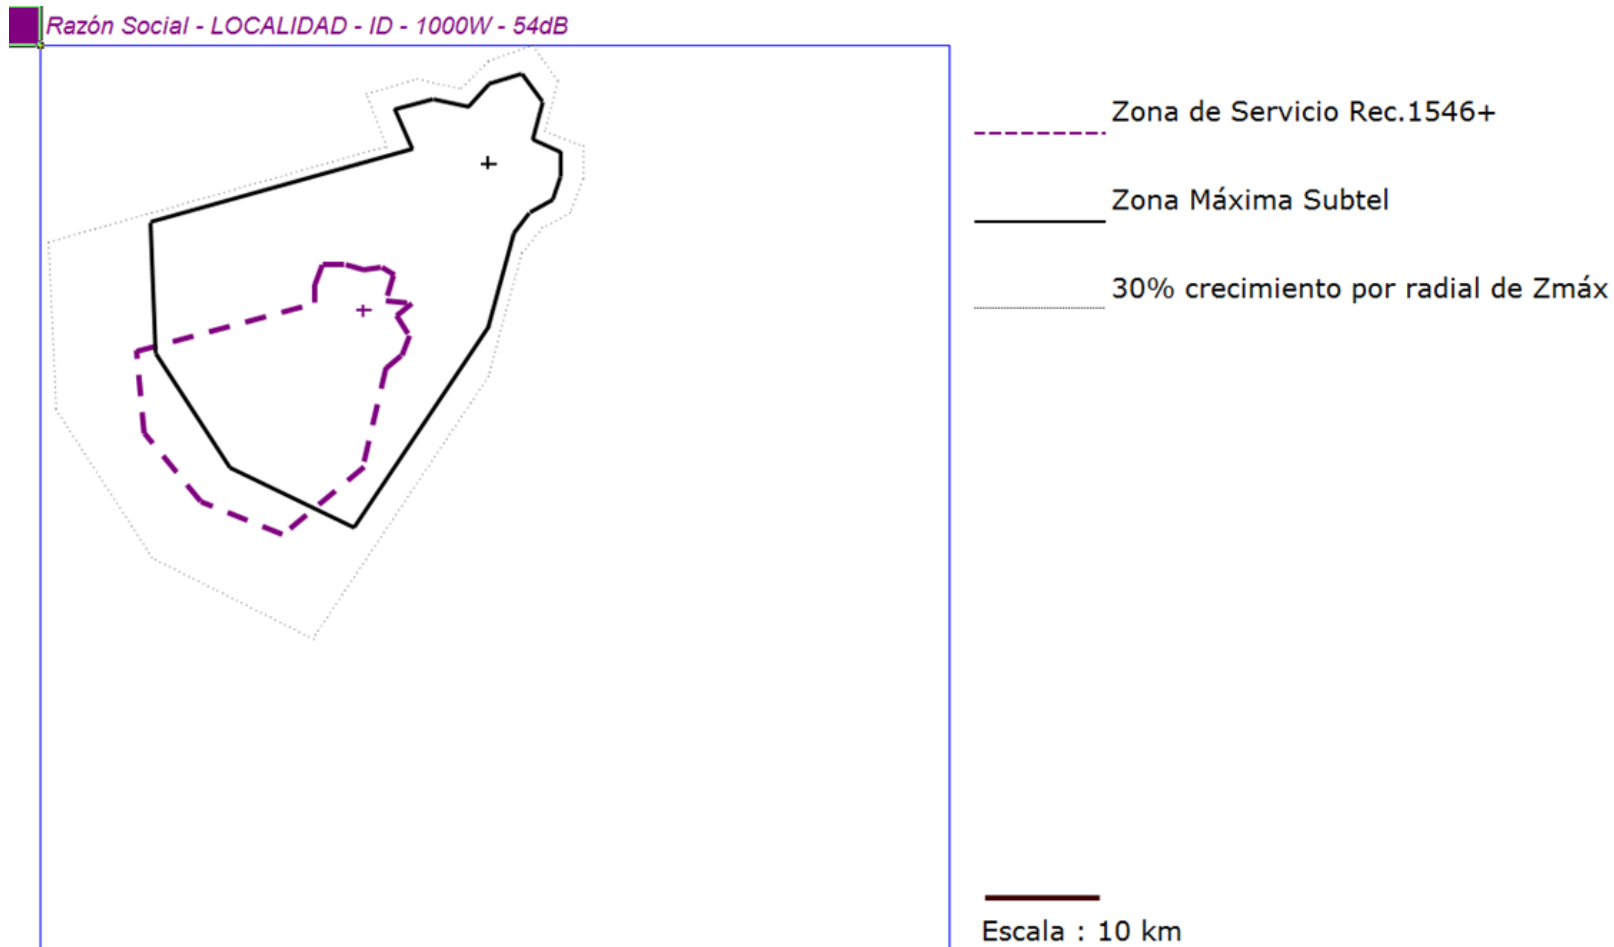 Razón Social - LOCALIDAD - ID - 1000W - 54dB
Zona de Servicio Rec.1546+
Zona Máxima Subtel
30% crecimiento por radial de Zmáx
Escala : 10 km